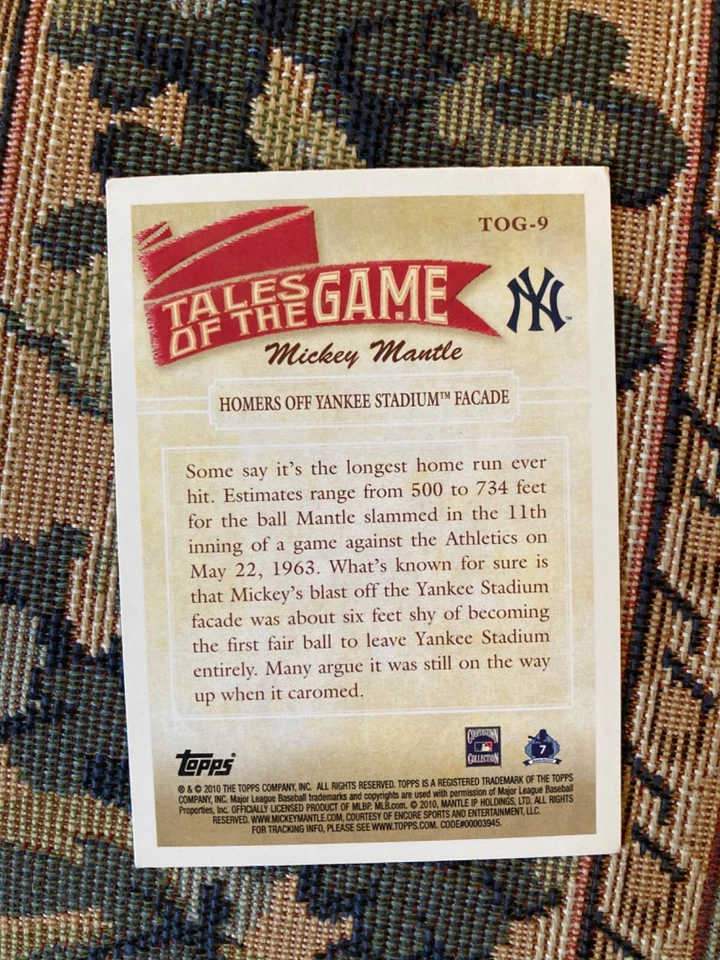 TOG-9
TALES
OF THE GAME
NY™
Mickey Mantle
HOMERS OFF YANKEE STADIUM™ FACADE
Some say it's the longest home run ever
hit. Estimates range from 500 to 734 feet
for the ball Mantle slammed in the 11th
inning of a game against the Athletics on
May 22, 1963. What's known for sure is
that Mickey's blast off the Yankee Stadium
facade was about six feet shy of becoming
the first fair ball to leave Yankee Stadium
entirely. Many argue it was still on the way
up when it caromed.
COOPERSTOWN
COLLECTION
7
topps®
® & © 2010 THE TOPPS COMPANY, INC. ALL RIGHTS RESERVED. TOPPS IS A REGISTERED TRADEMARK OF THE TOPPS
COMPANY, INC. Major League Baseball trademarks and copyrights are used with permission of Major League Baseball
Properties, Inc. OFFICIALLY LICENSED PRODUCT OF MLBP. MLB.com. © 2010, MANTLE IP HOLDINGS, LTD. ALL RIGHTS
RESERVED. WWW.MICKEYMANTLE.COM, COURTESY OF ENCORE SPORTS AND ENTERTAINMENT, LLC.
FOR TRACKING INFO, PLEASE SEE WWW.TOPPS.COM. CODE#00003945.